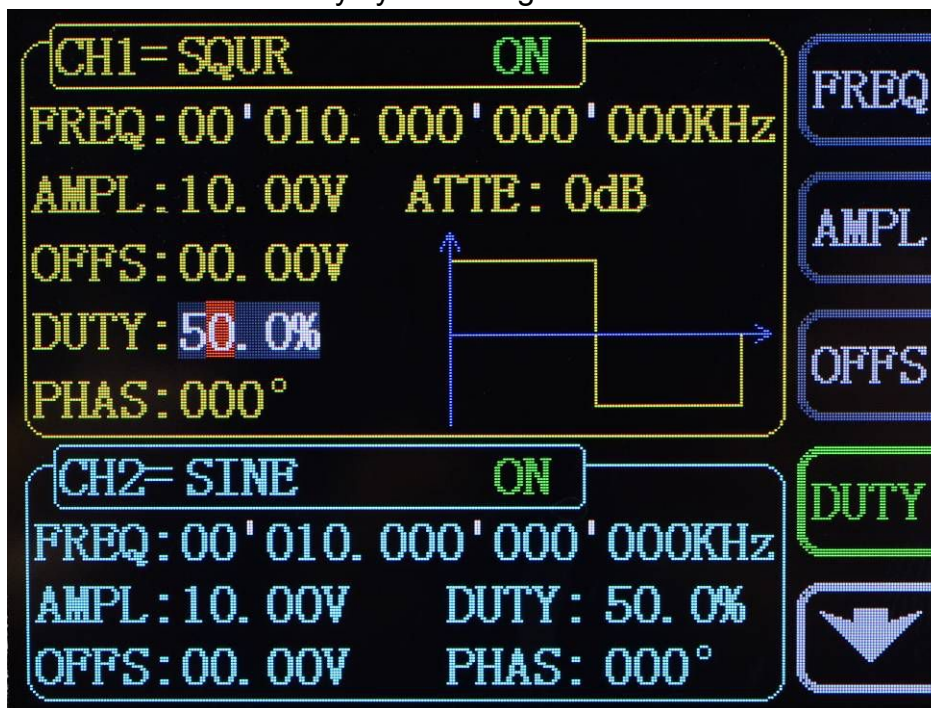 CH1=SQUR ON
FREQ:00'010.000'000'000KHz
AMPL:10.00V ATTE:0dB
OFFS:00.00V
DUTY:50.0%
PHAS:000°
CH2=SINE ON
FREQ:00'010.000'000'000KHz
AMPL:10.00V DUTY:50.0%
OFFS:00.00V PHAS:000°
FREQ
AMPL
OFFS
DUTY